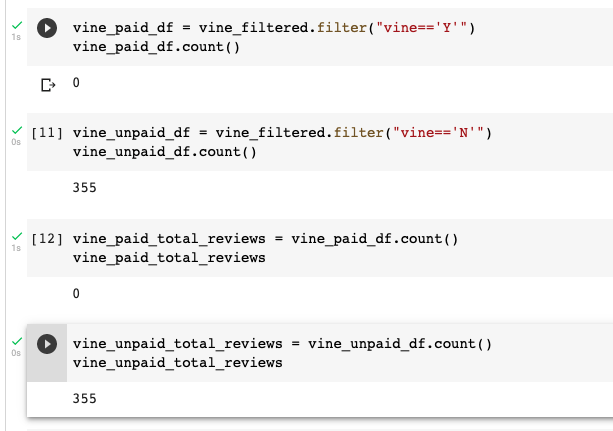 1s
vine_paid_df = vine_filtered.filter("vine=='Y'")
vine_paid_df.count()
0
[11] vine_unpaid_df = vine_filtered.filter("vine=='N'")
0s
vine_unpaid_df.count()
355
[12] vine_paid_total_reviews = vine_paid_df.count()
1s
vine_paid_total_reviews
0
vine_unpaid_total_reviews = vine_unpaid_df.count()
0s
vine_unpaid_total_reviews
355